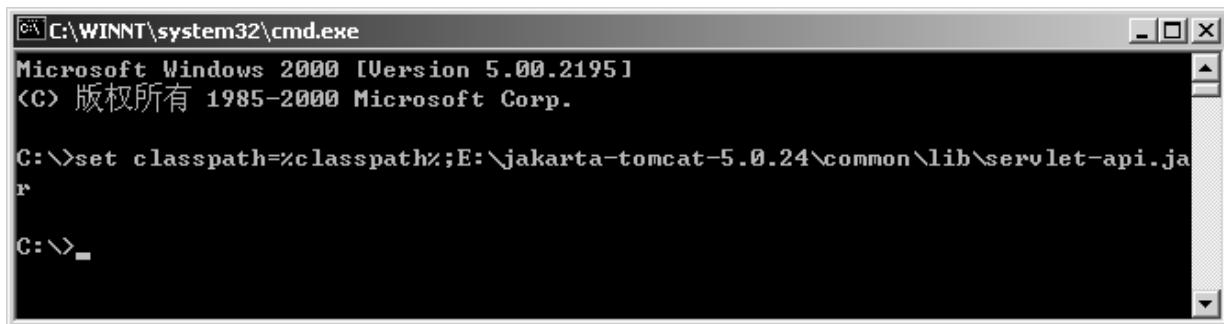 C:\WINNT\system32\cmd.exe
Microsoft Windows 2000 [Version 5.00.2195]
(C) 版权所有 1985-2000 Microsoft Corp.
C:\>set classpath=%classpath%;E:\jakarta-tomcat-5.0.24\common\lib\servlet-api.ja
r
C:\>_